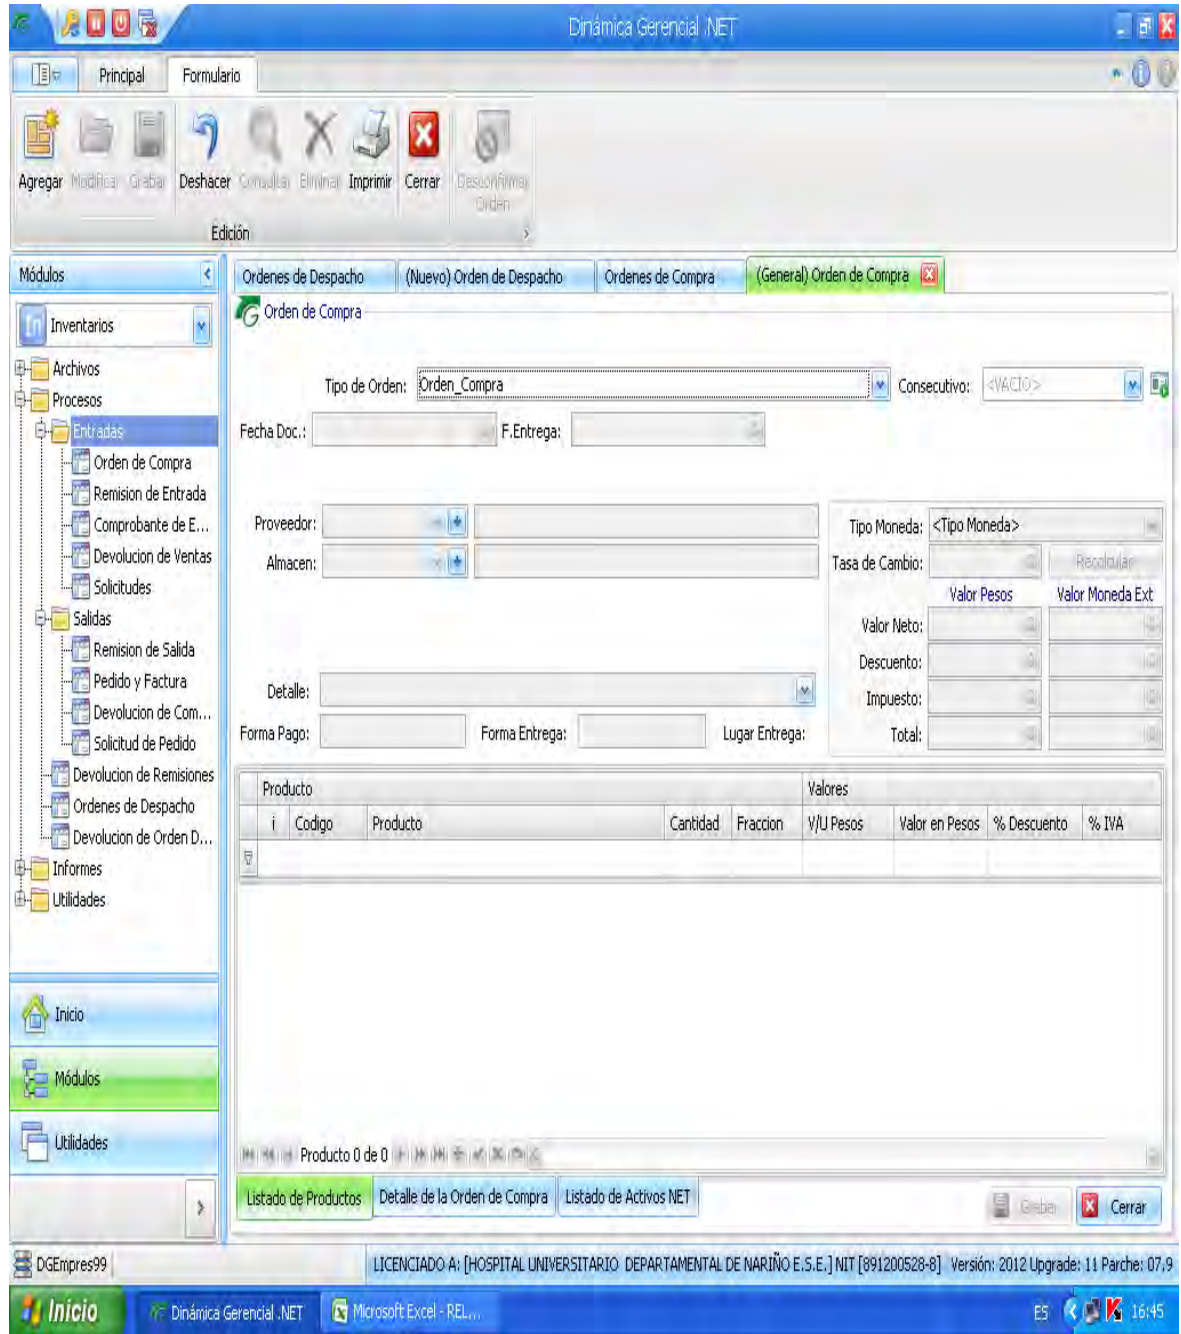 Dinámica Gerencial .NET
Principal Formulario
Agregar Modificar Grabar Deshacer Consultar Eliminar Imprimir Cerrar Desconfirmar Orden
Edición
Módulos
Ordenes de Despacho (Nuevo) Orden de Despacho Ordenes de Compra (General) Orden de Compra
In Inventarios
Archivos
Procesos
Entradas
Orden de Compra
Remision de Entrada
Comprobante de E...
Devolucion de Ventas
Solicitudes
Salidas
Remision de Salida
Pedido y Factura
Devolucion de Com...
Solicitud de Pedido
Devolucion de Remisiones
Ordenes de Despacho
Devolucion de Orden D...
Informes
Utilidades
Inicio
Módulos
Utilidades
Orden de Compra
Tipo de Orden: Orden_Compra Consecutivo: <VACIO>
Fecha Doc.: F.Entrega:
Proveedor:
Almacen:
Tipo Moneda: <Tipo Moneda>
Tasa de Cambio: Recalcular
Valor Pesos Valor Moneda Ext
Valor Neto:
Descuento:
Impuesto:
Total:
Detalle:
Forma Pago: Forma Entrega: Lugar Entrega:
Producto Valores
i Codigo Producto Cantidad Fraccion V/U Pesos Valor en Pesos % Descuento % IVA
Producto 0 de 0
Listado de Productos Detalle de la Orden de Compra Listado de Activos NET
Grabar Cerrar
DGEmpres99 LICENCIADO A: [HOSPITAL UNIVERSITARIO DEPARTAMENTAL DE NARIÑO E.S.E.] NIT [891200528-8] Versión: 2012 Upgrade: 11 Parche: 07,9
Inicio Dinámica Gerencial .NET Microsoft Excel - REL... ES 16:45